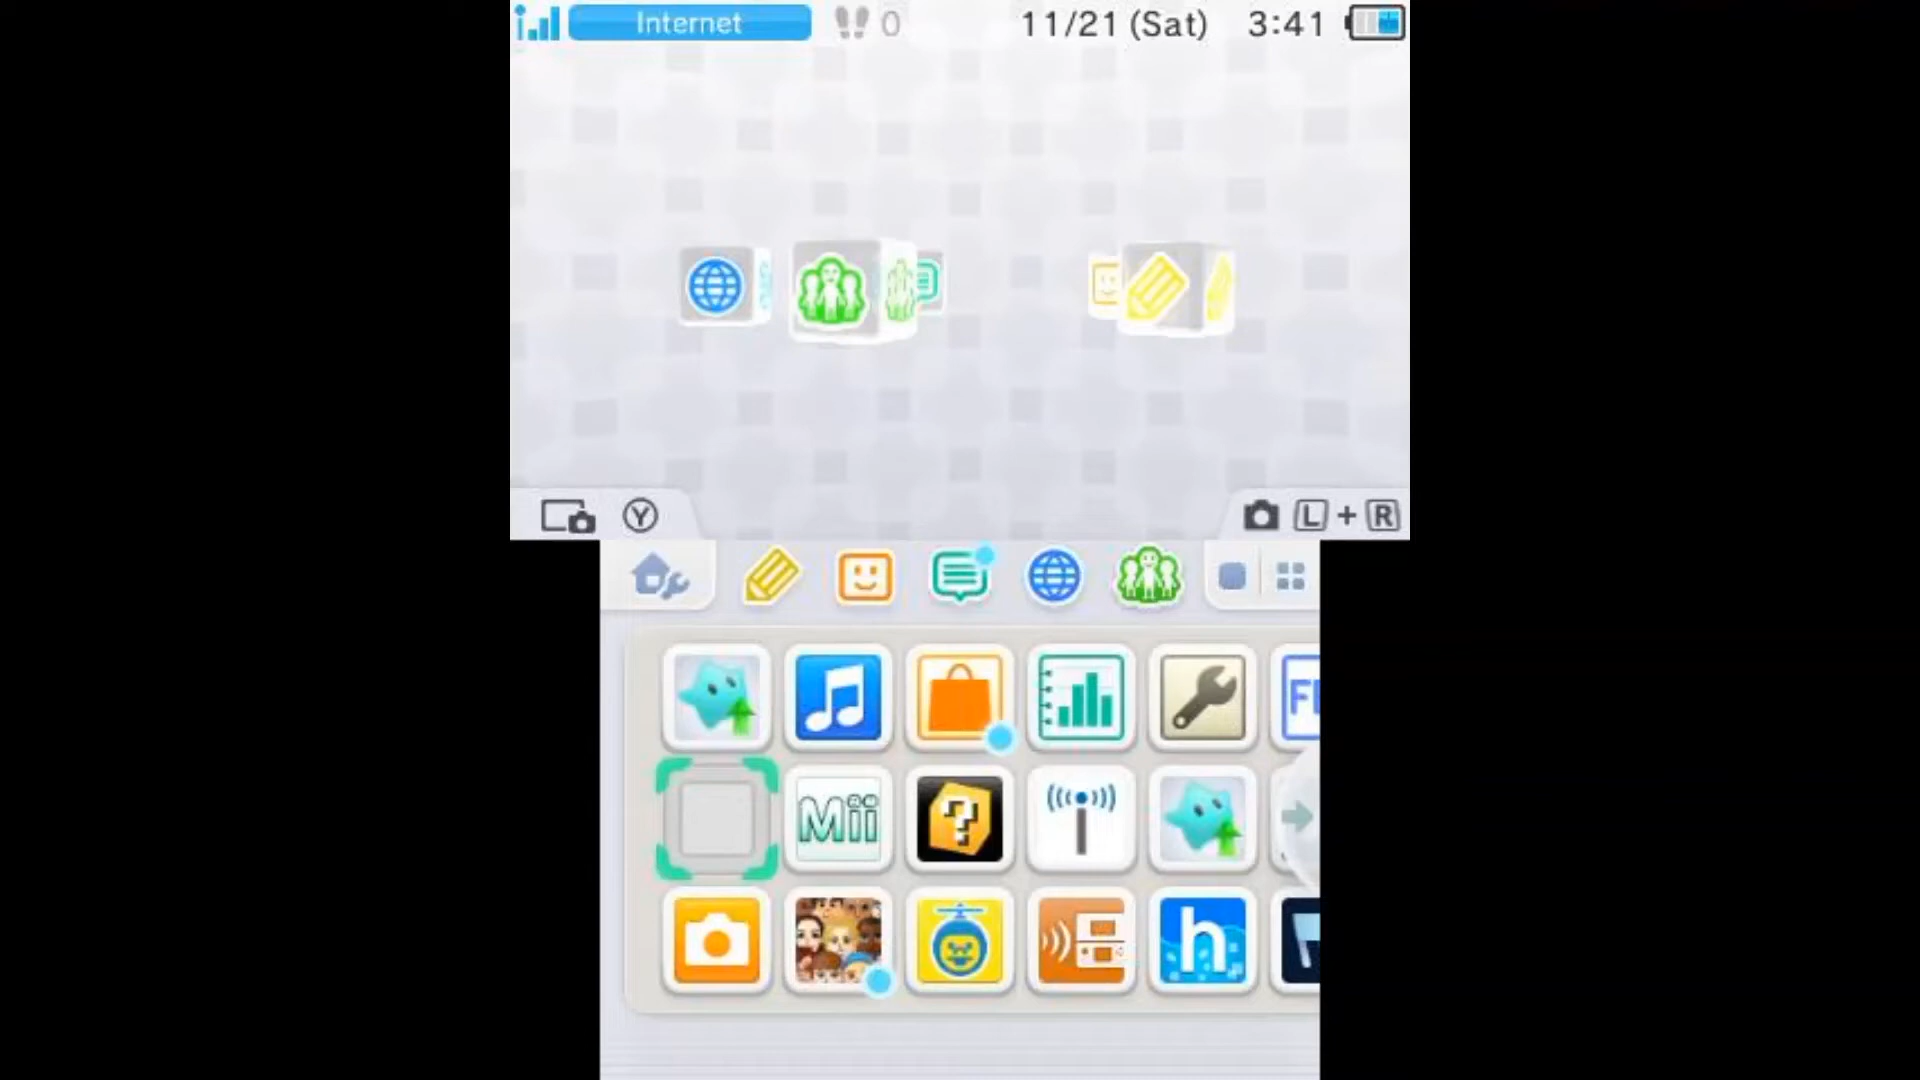 Internet 0 11/21 (Sat) 3:41
Y L + R
F
Mii ?
h